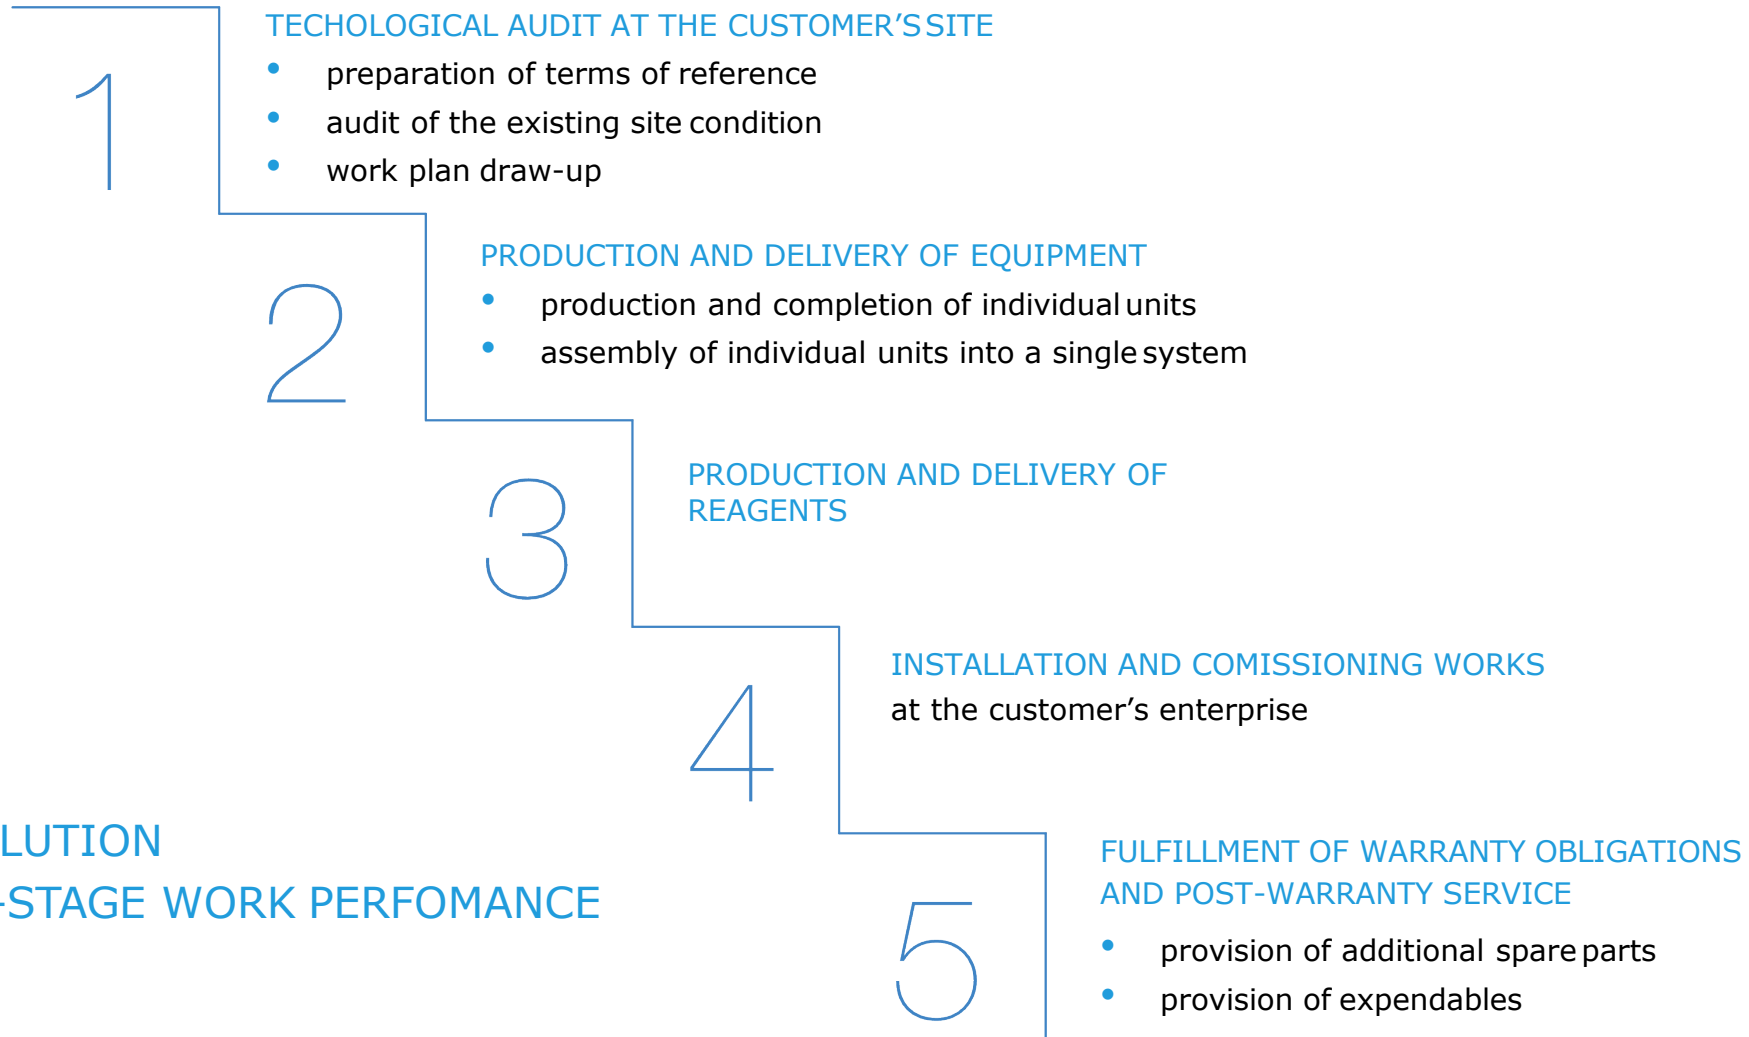 1
TECHOLOGICAL AUDIT AT THE CUSTOMER’S SITE
• preparation of terms of reference
• audit of the existing site condition
• work plan draw-up
2
PRODUCTION AND DELIVERY OF EQUIPMENT
• production and completion of individual units
• assembly of individual units into a single system
3
PRODUCTION AND DELIVERY OF
REAGENTS
4
INSTALLATION AND COMISSIONING WORKS
at the customer’s enterprise
LUTION
-STAGE WORK PERFOMANCE
5
FULFILLMENT OF WARRANTY OBLIGATIONS
AND POST-WARRANTY SERVICE
• provision of additional spare parts
• provision of expendables